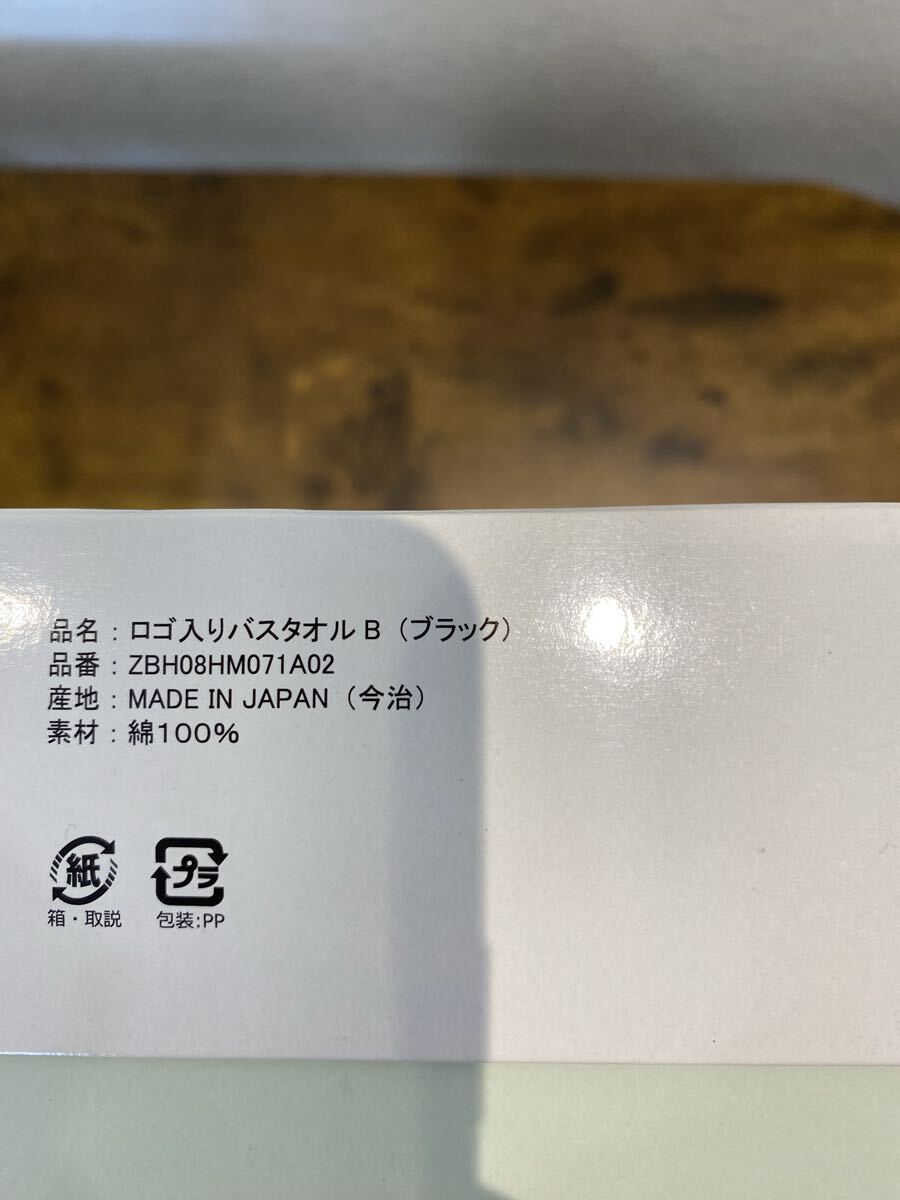 品名：ロゴ入りバスタオルB（ブラック）
品番：ZBH08HM071A02
産地：MADE IN JAPAN（今治）
素材：綿100%
紙
プラ
箱・取説
包装:PP